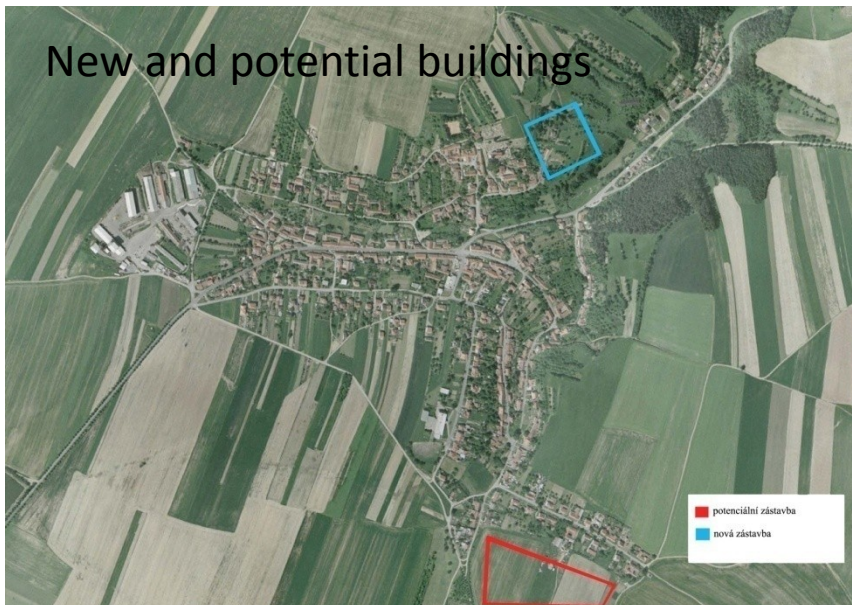 New and potential buildings
potenciální zástavba
nová zástavba